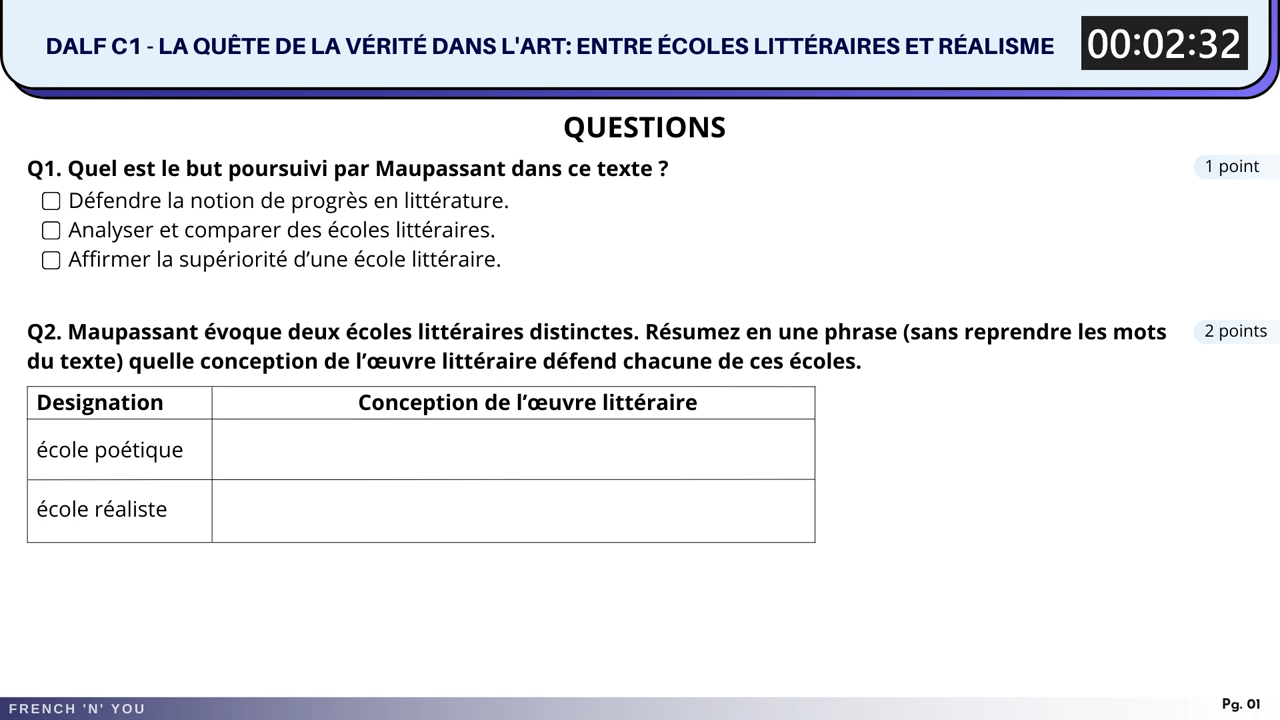 DALF C1 - LA QUÊTE DE LA VÉRITÉ DANS L'ART: ENTRE ÉCOLES LITTÉRAIRES ET RÉALISME
00:02:32
QUESTIONS
Q1. Quel est le but poursuivi par Maupassant dans ce texte ?
1 point
Défendre la notion de progrès en littérature.
Analyser et comparer des écoles littéraires.
Affirmer la supériorité d’une école littéraire.
Q2. Maupassant évoque deux écoles littéraires distinctes. Résumez en une phrase (sans reprendre les mots
2 points
du texte) quelle conception de l’œuvre littéraire défend chacune de ces écoles.
Designation
Conception de l’œuvre littéraire
école poétique
école réaliste
FRENCH 'N' YOU
Pg. 01